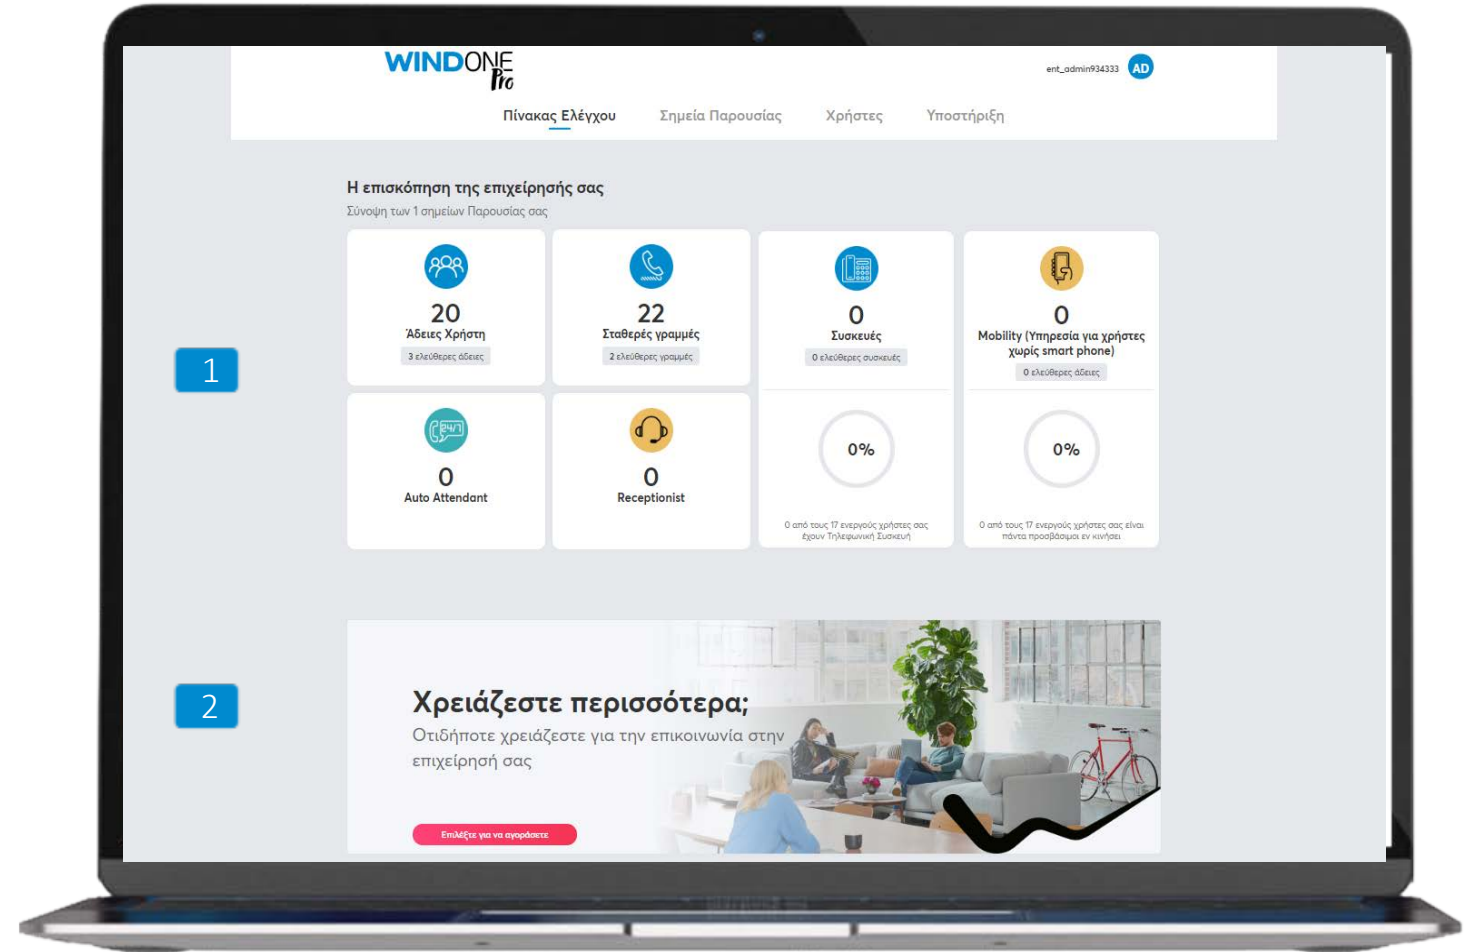 WINDONE
Pro
ent_admin934333 AD
Πίνακας Ελέγχου Σημεία Παρουσίας Χρήστες Υποστήριξη
Η επισκόπηση της επιχείρησής σας
Σύνοψη των 1 σημείων Παρουσίας σας
20
Άδειες Χρήστη
3 ελεύθερες άδειες
22
Σταθερές γραμμές
2 ελεύθερες γραμμές
0
Συσκευές
0 ελεύθερες συσκευές
0
Mobility (Υπηρεσία για χρήστες
χωρίς smart phone)
0 ελεύθερες άδειες
1
24/7
0
Auto Attendant
0
Receptionist
0%
0 από τους 17 ενεργούς χρήστες σας
έχουν Τηλεφωνική Συσκευή
0%
0 από τους 17 ενεργούς χρήστες σας είναι
πάντα προσβάσιμοι εν κινήσει
2
Χρειάζεστε περισσότερα;
Οτιδήποτε χρειάζεστε για την επικοινωνία στην
επιχείρησή σας
Επιλέξτε για να αγοράσετε